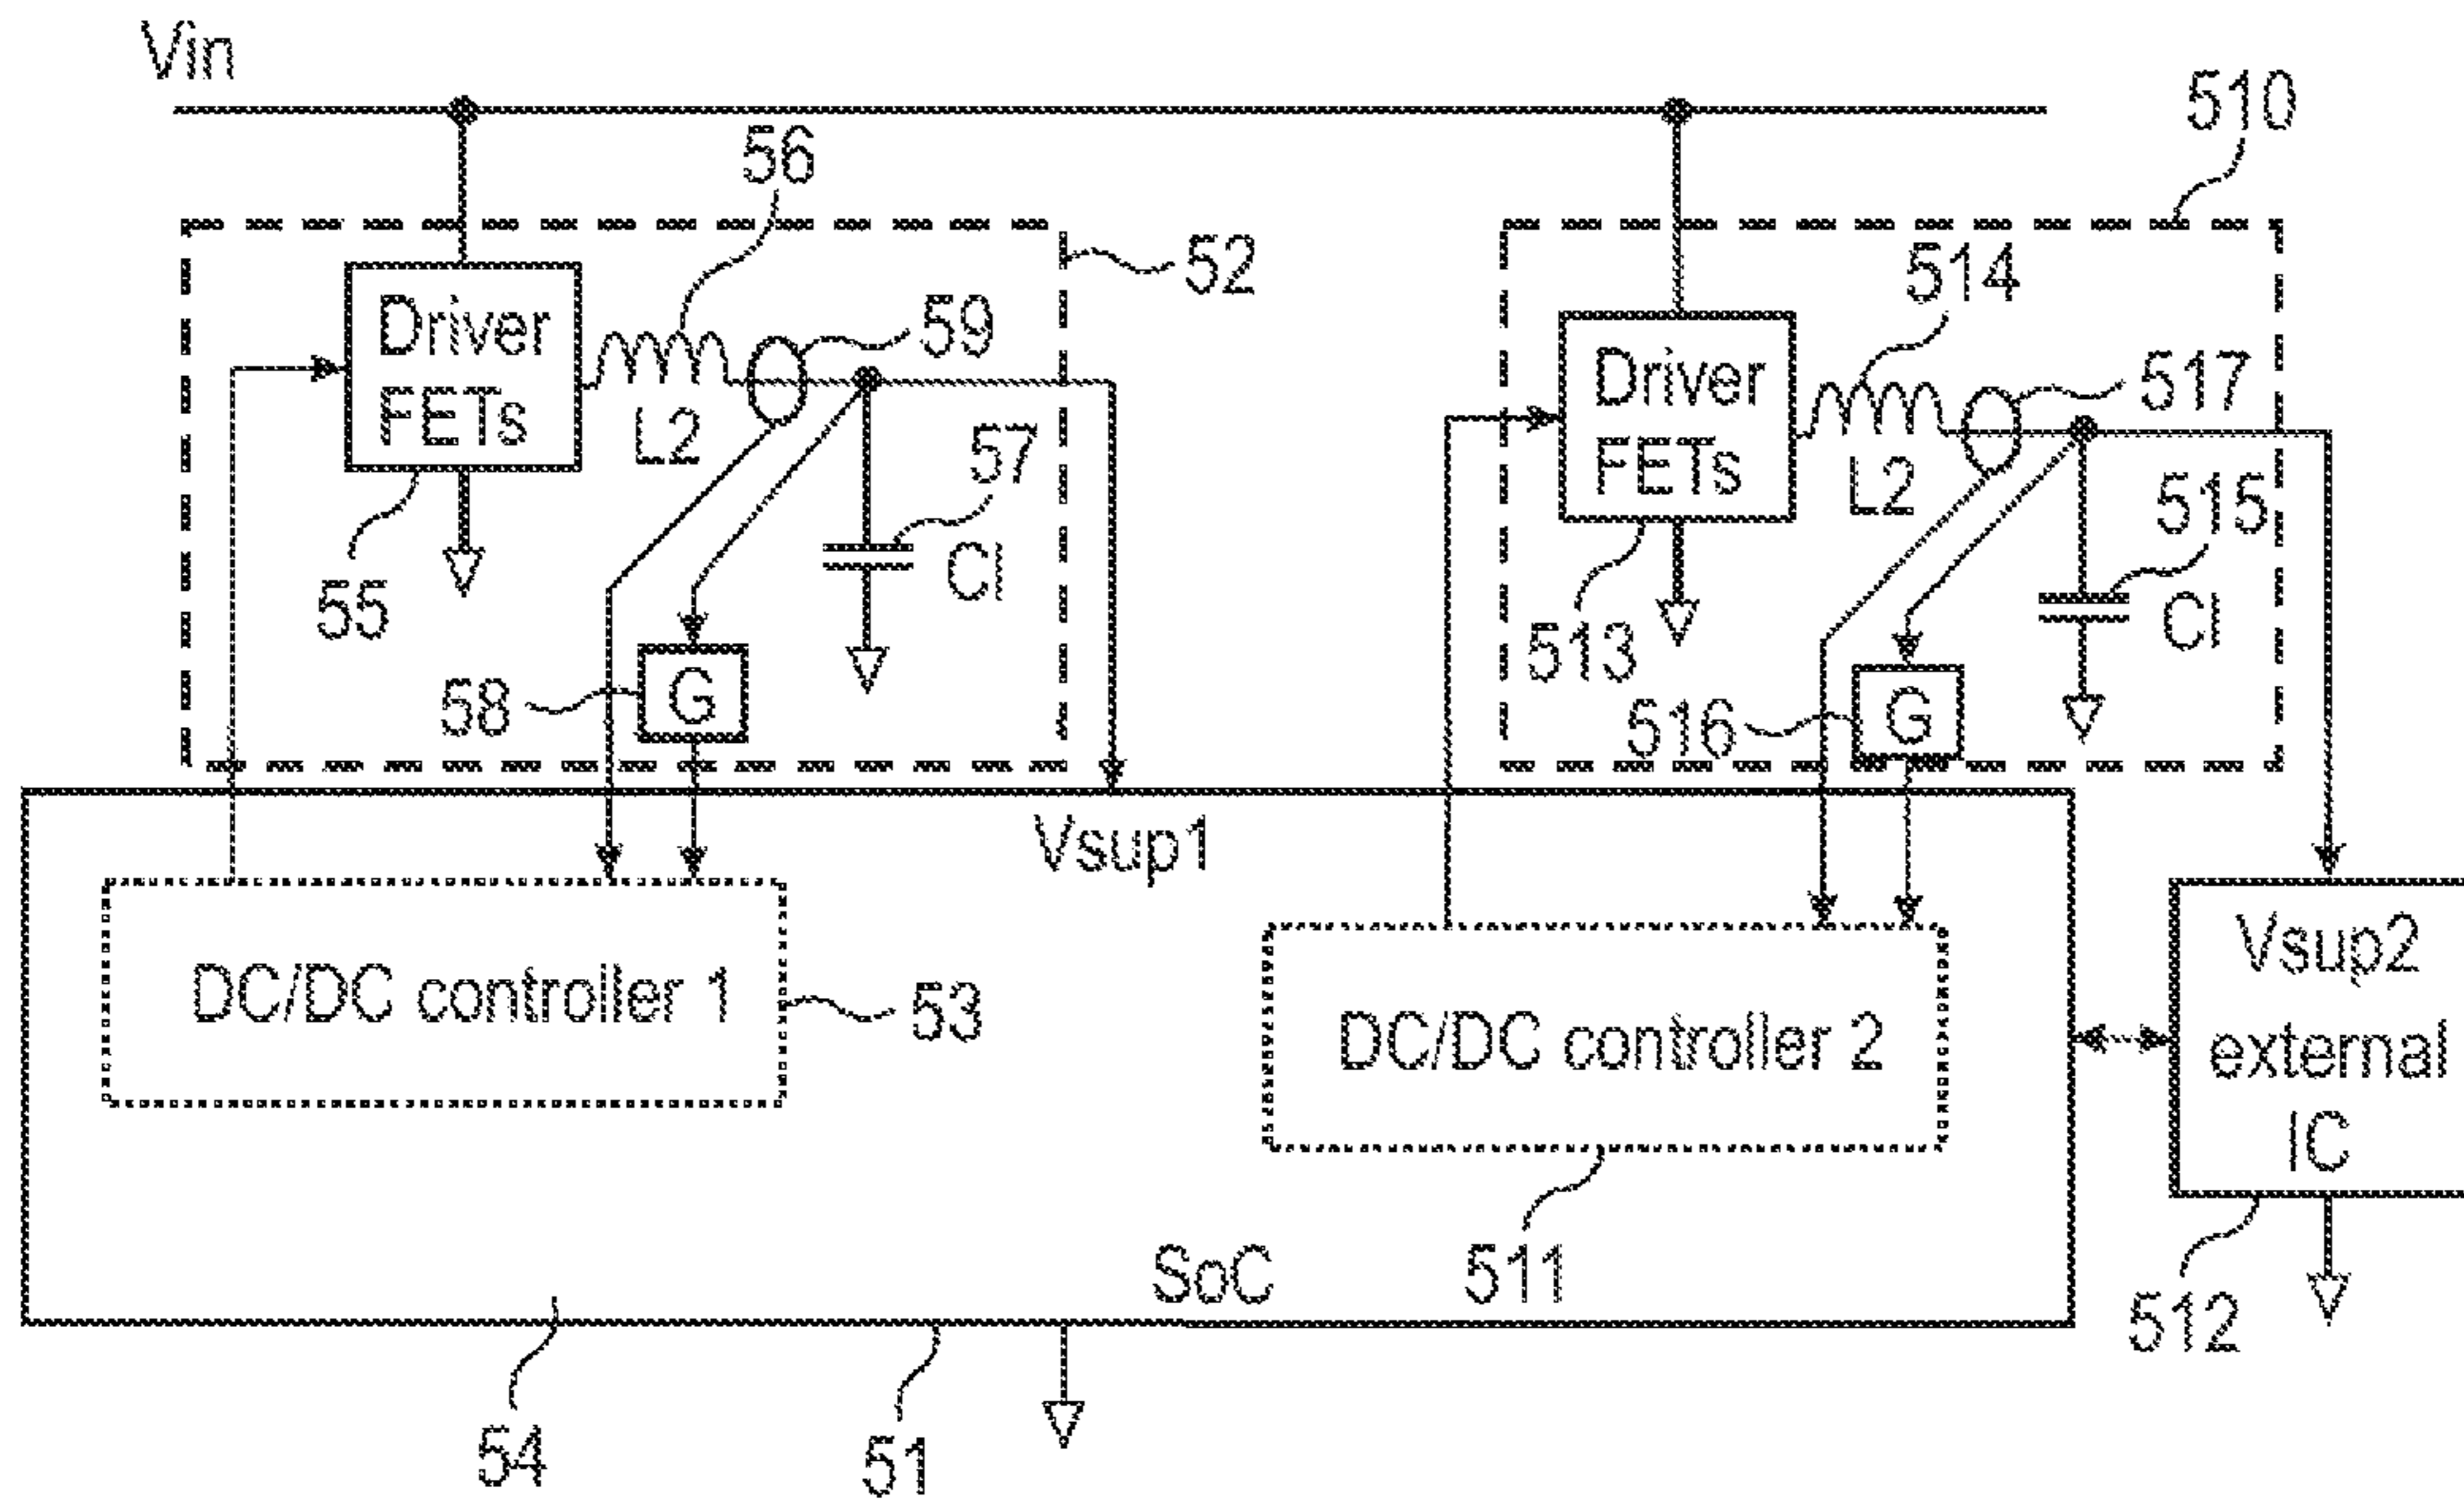 Vin
510
56
52
514
Driver
FETs
59
L2
Driver
FETs
517
L2
57
CI
515
CI
55
513
58
G
516
G
Vsup1
DC/DC controller 1
53
DC/DC controller 2
Vsup2
external
IC
SoC
511
512
54
51